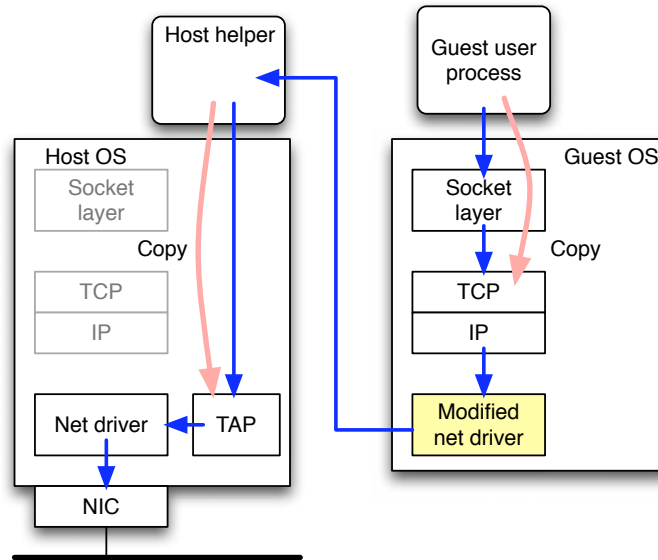 Host helper
Guest user
process
Host OS
Guest OS
Socket
layer
Socket
layer
Copy
Copy
TCP
TCP
IP
IP
Net driver
TAP
Modified
net driver
NIC